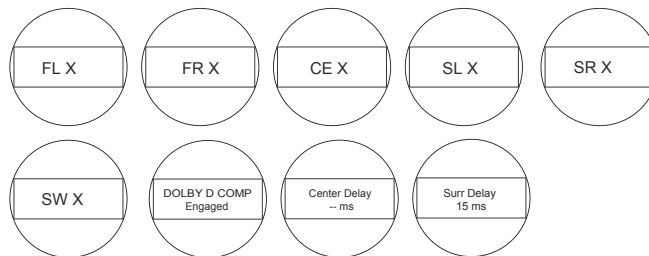 FL X
FR X
CE X
SL X
SR X
SW X
DOLBY D COMP
Engaged
Center Delay
-- ms
Surr Delay
15 ms